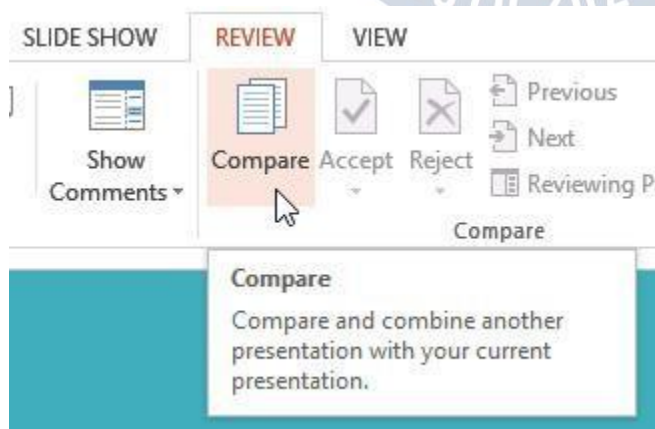 SLIDE SHOW REVIEW VIEW
Show Comments
Compare
Accept
Reject
Previous
Next
Reviewing P
Compare
Compare
Compare and combine another
presentation with your current
presentation.